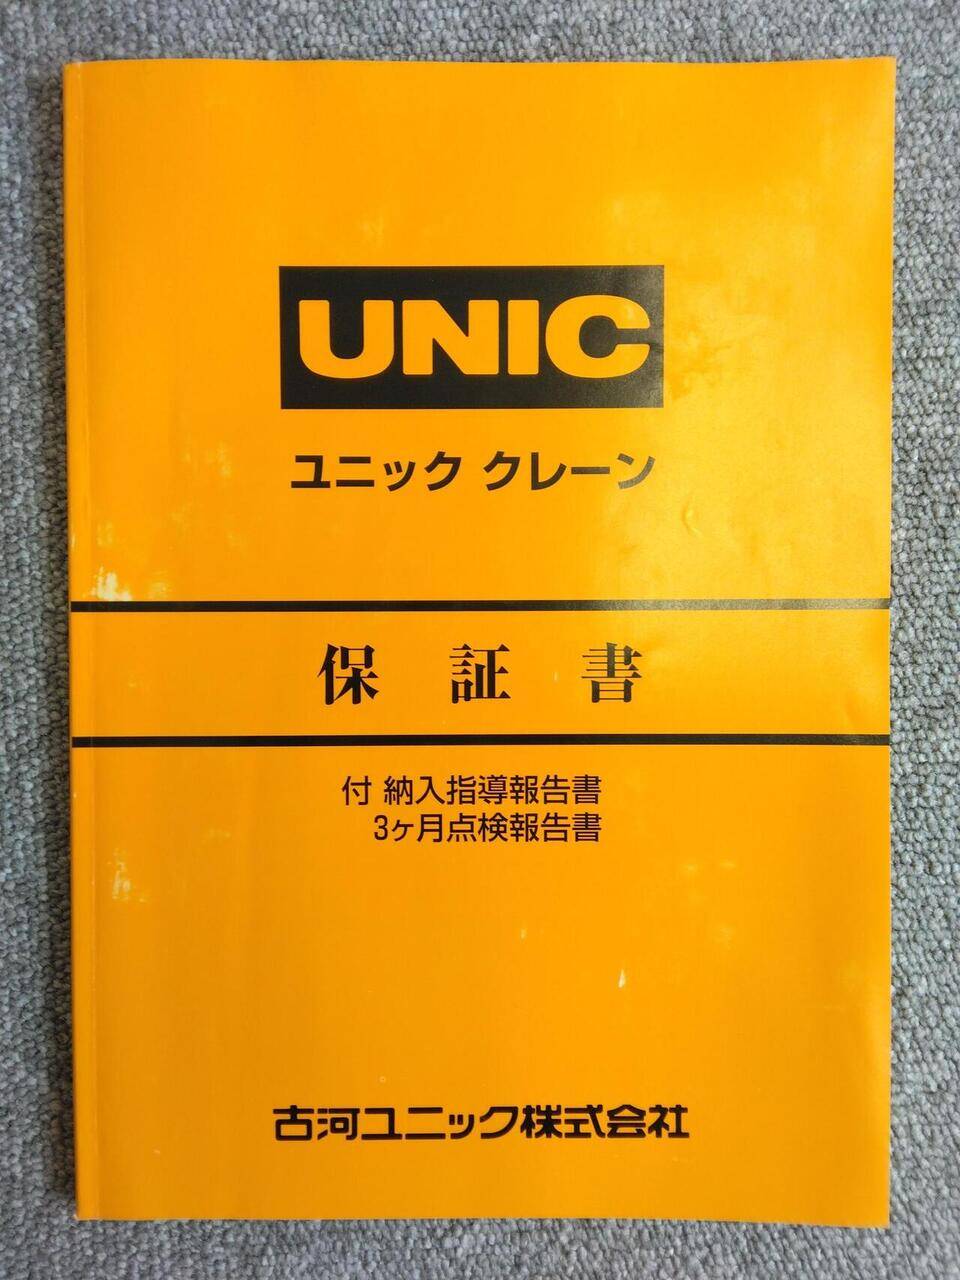 UNIC
ユニック クレーン
保 証 書
付 納入指導報告書
3ヶ月点検報告書
古河ユニック株式会社